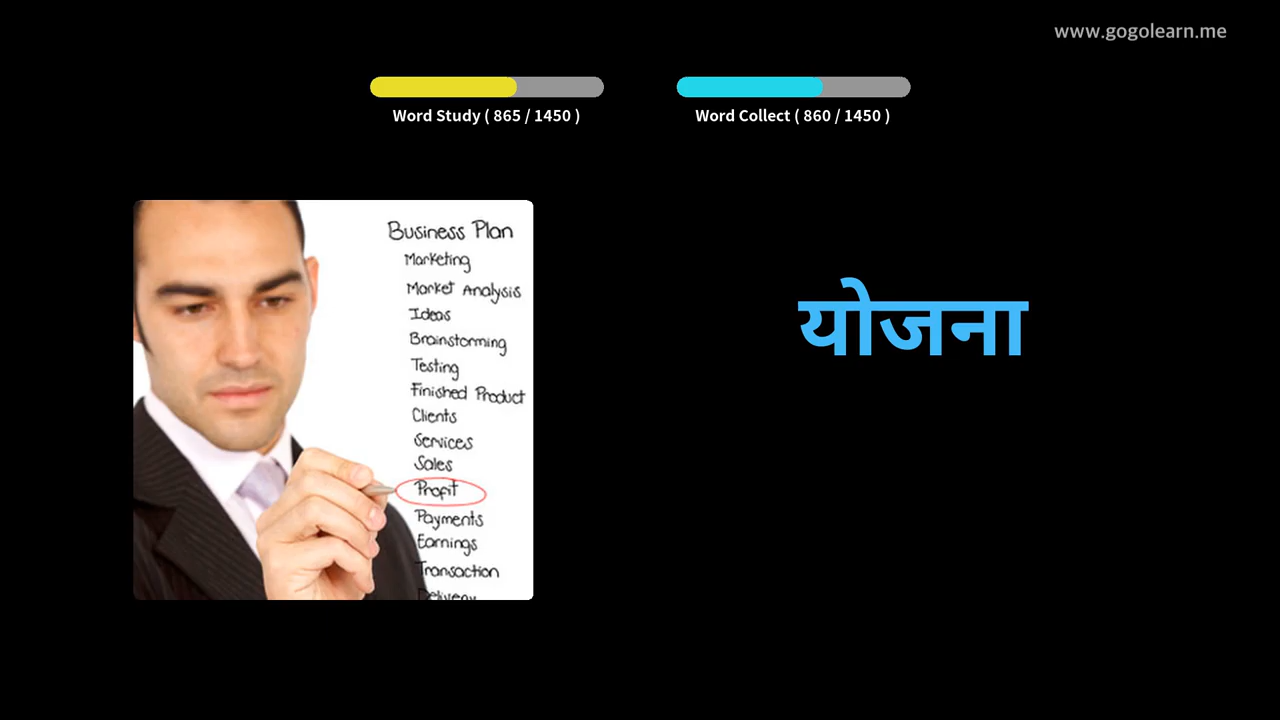 www.gogolearn.me
Word Study ( 865 / 1450 )
Word Collect ( 860 / 1450 )
Business Plan
Marketing
Market Analysis
Ideas
Brainstorming
Testing
Finished Product
Clients
Services
Sales
Profit
Payments
Earnings
Transaction
Delivery
योजना